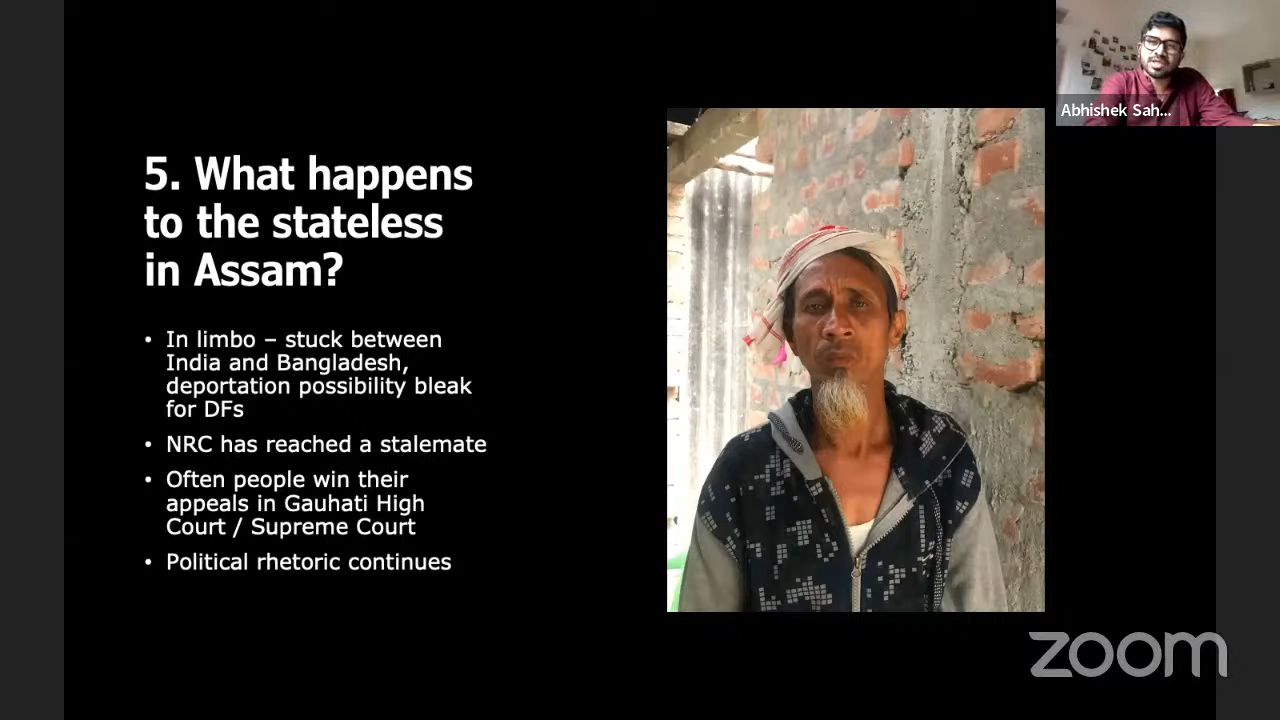 5. What happens
to the stateless
in Assam?
• In limbo – stuck between
India and Bangladesh,
deportation possibility bleak
for DFs
• NRC has reached a stalemate
• Often people win their
appeals in Gauhati High
Court / Supreme Court
• Political rhetoric continues
Abhishek Sah...
zoom